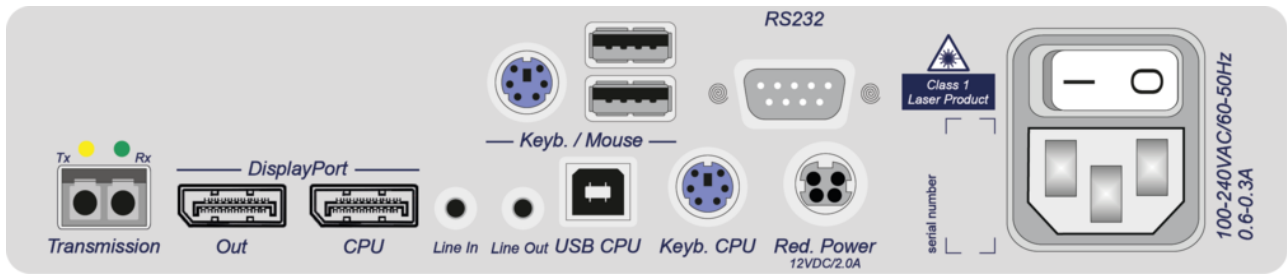 RS232
Class 1
Laser Product
Keyb. / Mouse
Tx
Rx
DisplayPort
Transmission
Out
CPU
Line In
Line Out
USB CPU
Keyb. CPU
Red. Power
12VDC/2.0A
serial number
100-240VAC/60-50Hz
0.6-0.3A